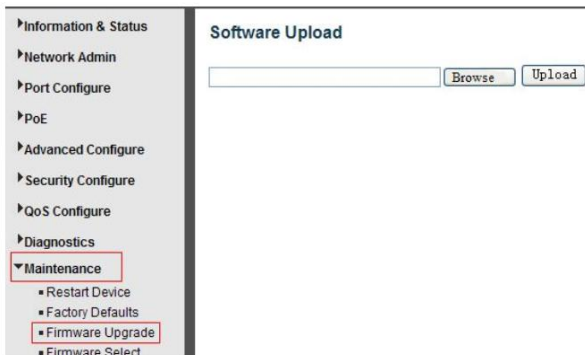 Information & Status
Network Admin
Port Configure
PoE
Advanced Configure
Security Configure
QoS Configure
Diagnostics
Maintenance
Restart Device
Factory Defaults
Firmware Upgrade
Firmware Select
Software Upload
Browse Upload